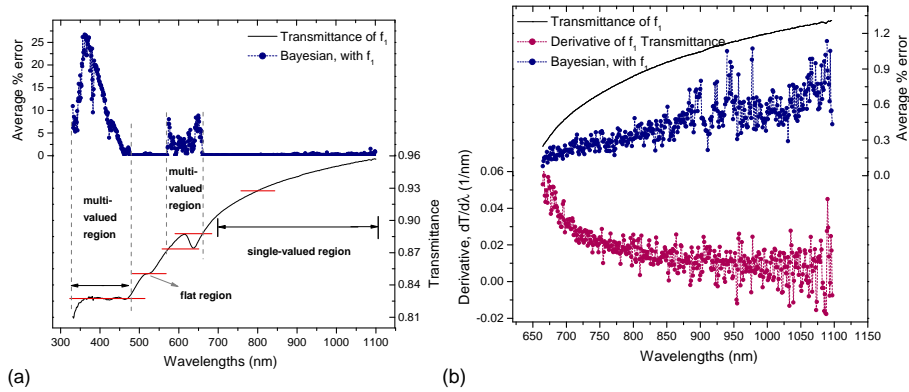 Transmittance of f1
Bayesian, with f1
Average % error
25
20
15
10
5
0
0.96
0.93
0.90
0.87
0.84
0.81
Transmittance
multi-
valued
region
multi-
valued
region
single-valued region
flat region
300 400 500 600 700 800 900 1000 1100
Wavelengths (nm)
(a)
Transmittance of f1
Derivative of f1 Transmittance
Bayesian, with f1
1.2
0.9
0.6
0.3
0.0
Average % error
0.06
0.04
0.02
0.00
-0.02
Derivative, dT/dλ (1/nm)
650 700 750 800 850 900 950 1000 1050 1100 1150
Wavelengths (nm)
(b)